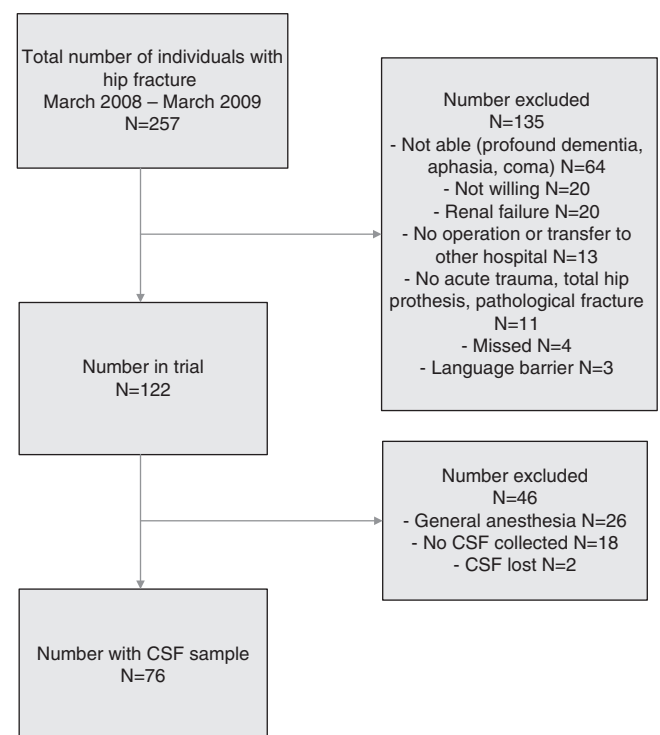 Total number of individuals with
hip fracture
March 2008 – March 2009
N=257
Number excluded
N=135
- Not able (profound dementia,
aphasia, coma) N=64
- Not willing N=20
- Renal failure N=20
- No operation or transfer to
other hospital N=13
- No acute trauma, total hip
prothesis, pathological fracture
N=11
- Missed N=4
- Language barrier N=3
Number in trial
N=122
Number excluded
N=46
- General anesthesia N=26
- No CSF collected N=18
- CSF lost N=2
Number with CSF sample
N=76